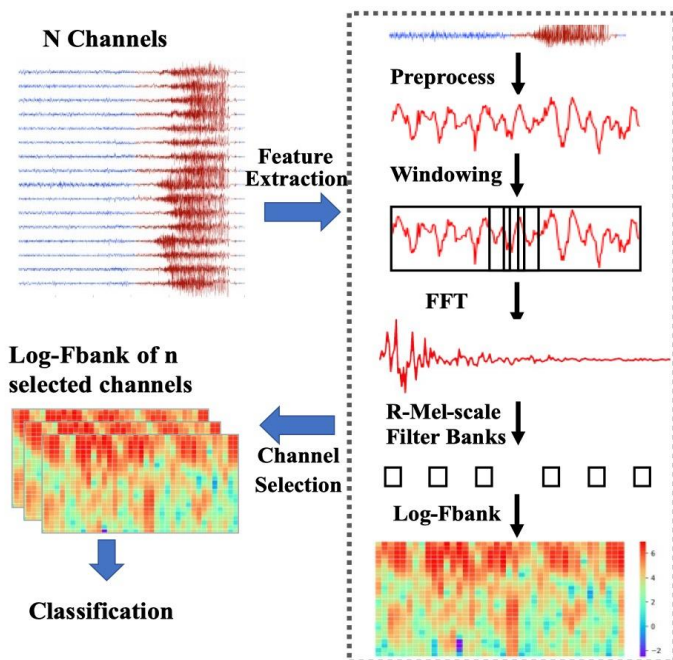 N Channels
Feature
Extraction
Preprocess
Windowing
FFT
R-Mel-scale
Filter Banks
Log-Fbank
6
4
2
0
−2
Channel
Selection
Log-Fbank of n
selected channels
Classification